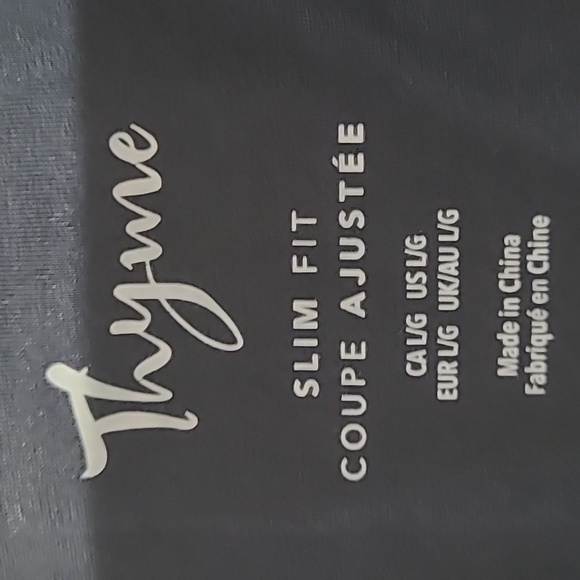 Thyme
SLIM FIT
COUPE AJUSTÉE
CA L/G US L/G
EUR L/G UK/AU L/G
Made in China
Fabriqué en Chine